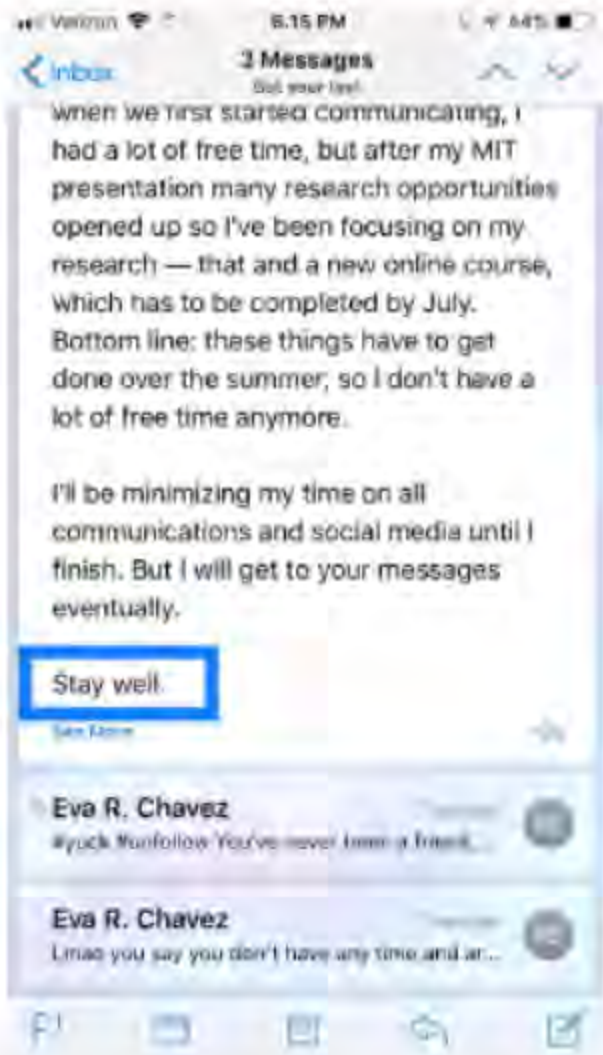 Verizon
6:15 PM
44%
Inbox
3 Messages
Got your text
when we first started communicating, I
had a lot of free time, but after my MIT
presentation many research opportunities
opened up so I've been focusing on my
research — that and a new online course,
which has to be completed by July.
Bottom line: these things have to get
done over the summer, so I don't have a
lot of free time anymore.
I'll be minimizing my time on all
communications and social media until I
finish. But I will get to your messages
eventually.
Stay well.
See More
Eva R. Chavez
#yuck #unfollow You've never been a friend...
Eva R. Chavez
Lmao you say you don't have any time and ar...